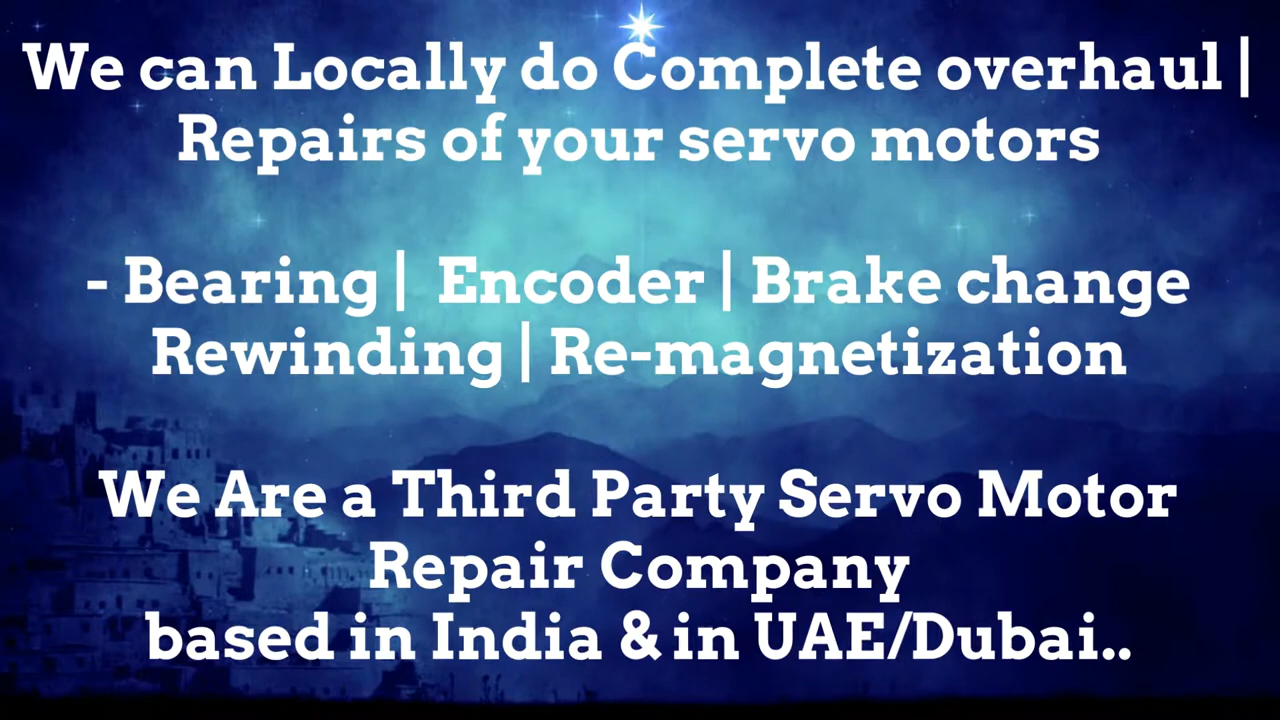 We can Locally do Complete overhaul |
Repairs of your servo motors
- Bearing |  Encoder | Brake change
Rewinding | Re-magnetization
We Are a Third Party Servo Motor
Repair Company
based in India & in UAE/Dubai..